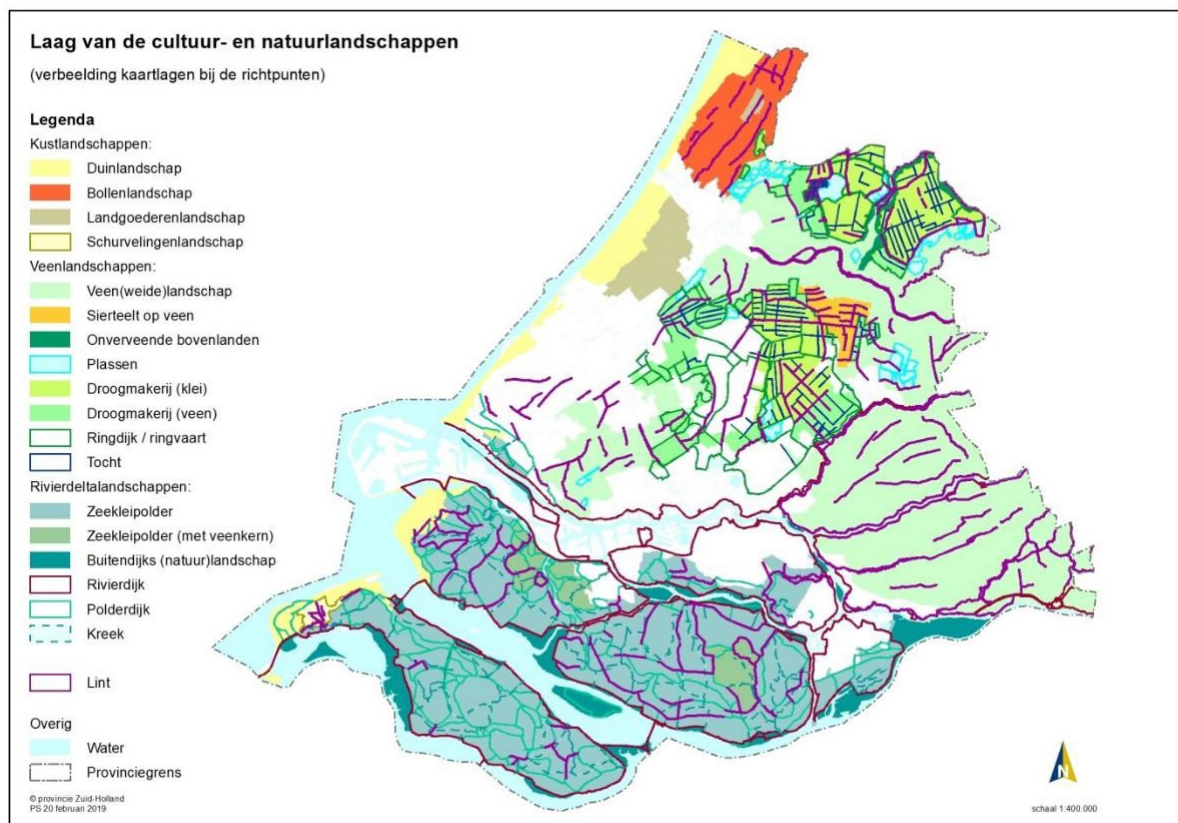 Laag van de cultuur- en natuurlandschappen
(verbeelding kaartlagen bij de richtpunten)
Legenda
Kustlandschappen:
Duinlandschap
Bollenlandschap
Landgoederenlandschap
Schurvelingenlandschap
Veenlandschappen:
Veen(weide)landschap
Sierteelt op veen
Onverveende bovenlanden
Plassen
Droogmakerij (klei)
Droogmakerij (veen)
Ringdijk / ringvaart
Tocht
Rivierdeltalandschappen:
Zeekleipolder
Zeekleipolder (met veenkern)
Buitendijks (natuur)landschap
Rivierdijk
Polderdijk
Kreek
Lint
Overig
Water
Provinciegrens
© provincie Zuid-Holland
PS 20 februari 2019
N
schaal 1:400.000